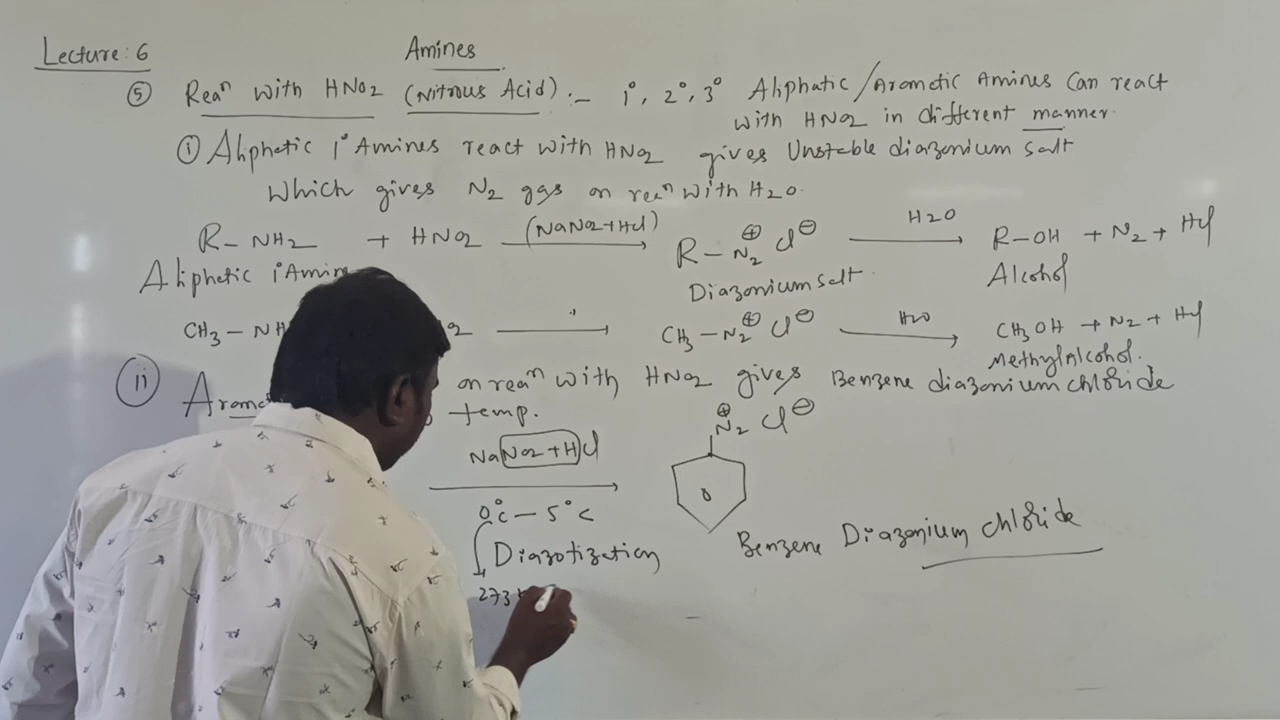 Lecture: 6
Amines
⑤ Reaⁿ with HNO2 (Nitrous Acid) :- 1°, 2°, 3° Aliphatic/Aromatic Amines Can react
with HNO2 in different manner.
① Aliphatic 1° Amines react with HNO2 gives Unstable diazonium salt
Which gives N2 gas on reaⁿ with H2O.
R-NH2 + HNO2 (NaNO2+HCl) → R-N2⊕ Cl⊖ H2O → R-OH + N2 + HCl
Aliphatic 1° Amine Diazonium salt Alcohol
CH3-NH → CH3-N2⊕ Cl⊖ H2O → CH3OH + N2 + HCl
Methyl Alcohol.
ii on reaⁿ with HNO2 gives Benzene diazonium chloride
temp.
NaNO2+HCl → N2⊕ Cl⊖
0°C-5°C
Diazotization
Benzene Diazonium chloride
273